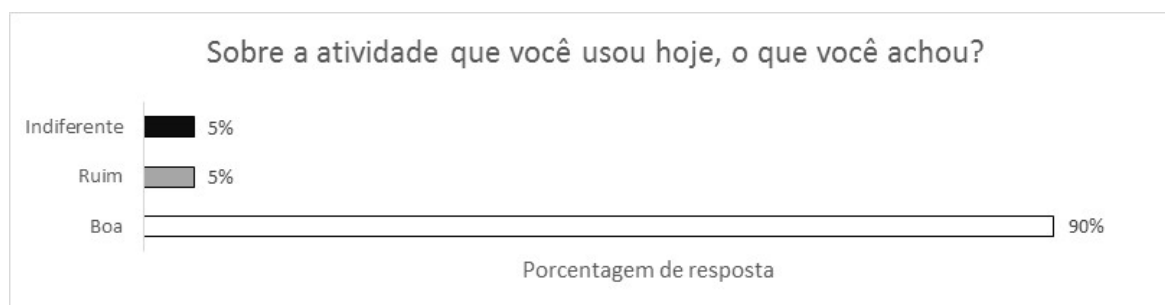 Sobre a atividade que você usou hoje, o que você achou?
Indiferente 5%
Ruim 5%
Boa 90%
Porcentagem de resposta